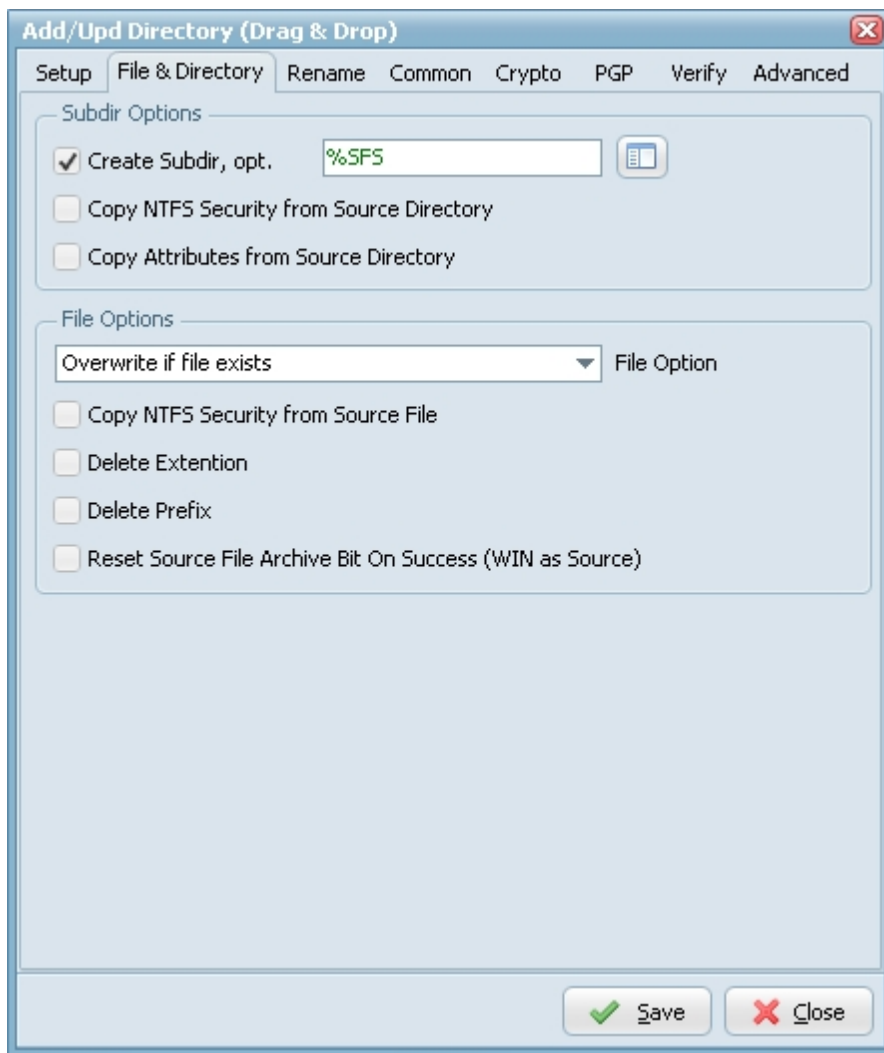 Add/Upd Directory (Drag & Drop)
Setup File & Directory Rename Common Crypto PGP Verify Advanced
Subdir Options
Create Subdir, opt. %SFS
Copy NTFS Security from Source Directory
Copy Attributes from Source Directory
File Options
Overwrite if file exists File Option
Copy NTFS Security from Source File
Delete Extention
Delete Prefix
Reset Source File Archive Bit On Success (WIN as Source)
Save Close